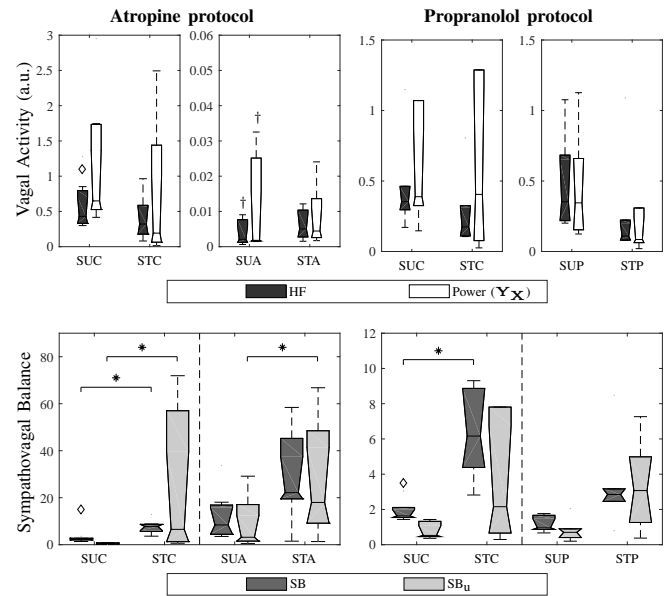 Atropine protocol
Propranolol protocol
Vagal Activity (a.u.)
3
2.5
2
1.5
1
0.5
0
SUC
STC
0.06
0.05
0.04
0.03
0.02
0.01
0
†
†
SUA
STA
1.5
1
0.5
0
SUC
STC
1.5
1
0.5
0
SUP
STP
HF
Power (Y_X)
Sympathovagal Balance
80
60
40
20
0
*
*
*
SUC
STC
SUA
STA
12
10
8
6
4
2
0
*
SUC
STC
SUP
STP
SB
SB_u